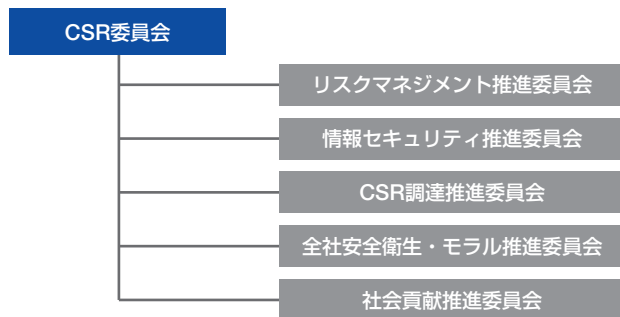 CSR委員会
リスクマネジメント推進委員会
情報セキュリティ推進委員会
CSR調達推進委員会
全社安全衛生・モラル推進委員会
社会貢献推進委員会